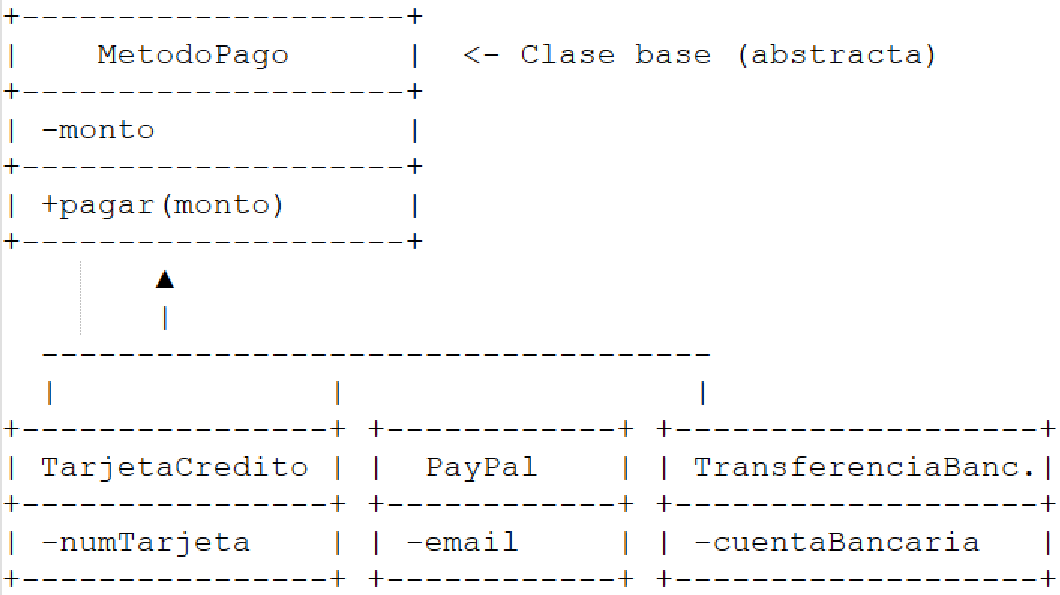 +--------------------+
|    MetodoPago      |  <- Clase base (abstracta)
+--------------------+
| -monto             |
+--------------------+
| +pagar(monto)      |
+--------------------+
        ▲
        |
  -----------------------------------
  |              |                  |
+----------------+ +------------+ +-------------------+
| TarjetaCredito | |  PayPal    | | TransferenciaBanc.|
+----------------+ +------------+ +-------------------+
| -numTarjeta    | | -email     | | -cuentaBancaria   |
+----------------+ +------------+ +-------------------+